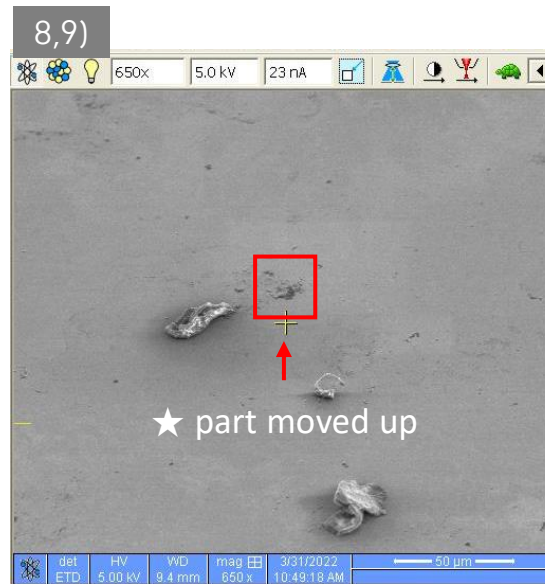 8,9)
650x 5.0 kV 23 nA
★ part moved up
det HV WD mag 田 3/31/2022 50 µm
ETD 5.00 kV 9.4 mm 650 x 10:49:18 AM